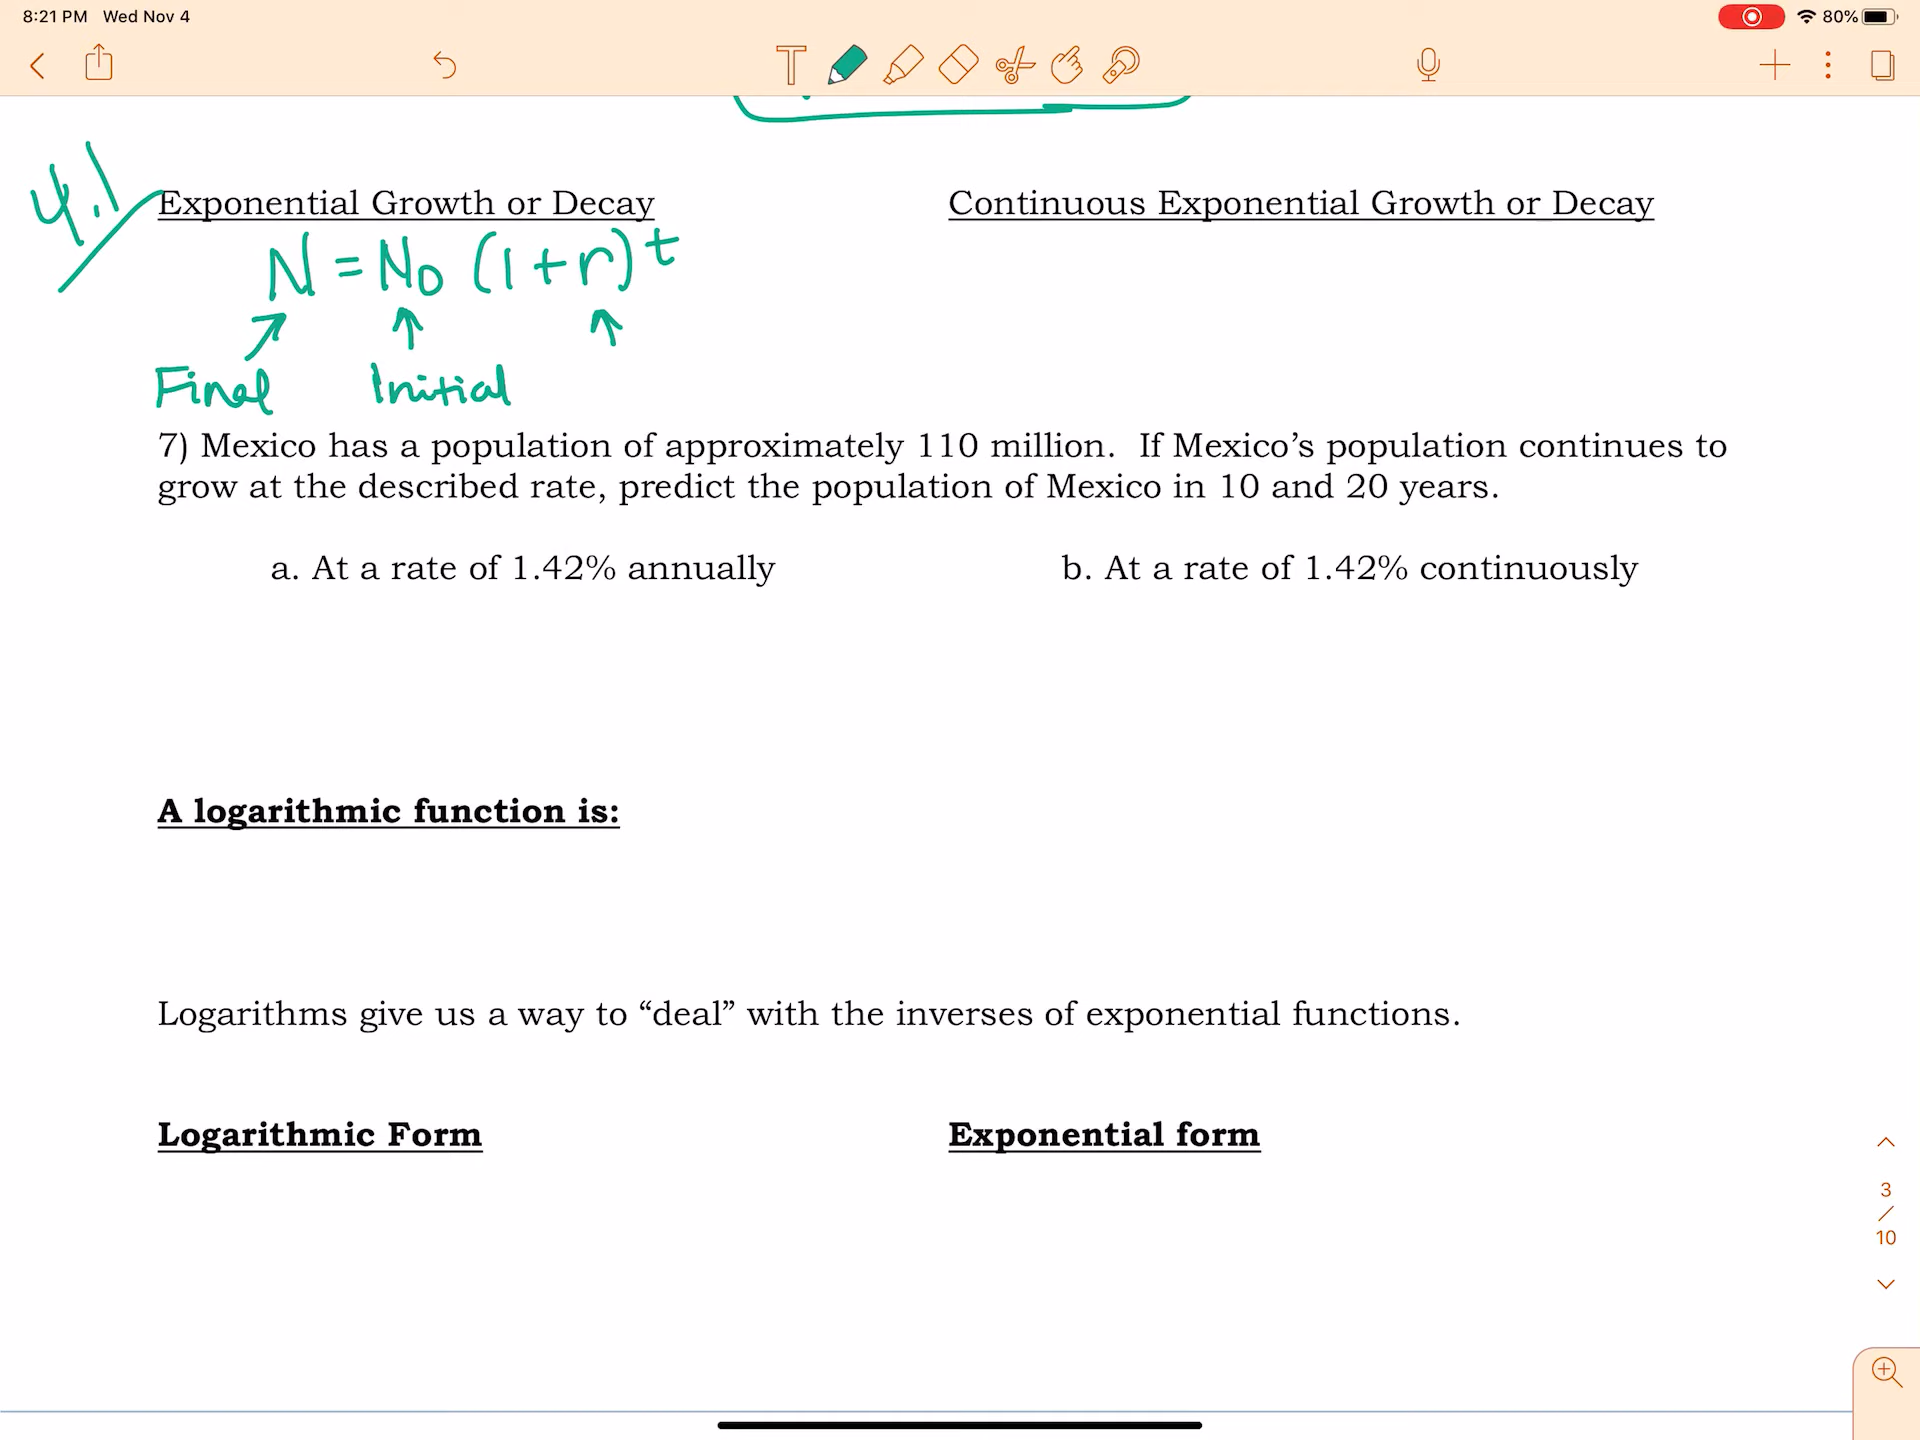 8:21 PM Wed Nov 4
80%
4.1
Exponential Growth or Decay
Continuous Exponential Growth or Decay
N = N₀ (1 + r)ᵗ
Final Initial
7) Mexico has a population of approximately 110 million. If Mexico’s population continues to
grow at the described rate, predict the population of Mexico in 10 and 20 years.
a. At a rate of 1.42% annually
b. At a rate of 1.42% continuously
A logarithmic function is:
Logarithms give us a way to “deal” with the inverses of exponential functions.
Logarithmic Form
Exponential form
3
/
10